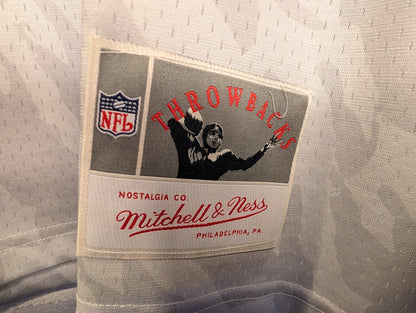 THROWBACKS
NFL
NOSTALGIA CO.
Mitchell & Ness
PHILADELPHIA, PA.